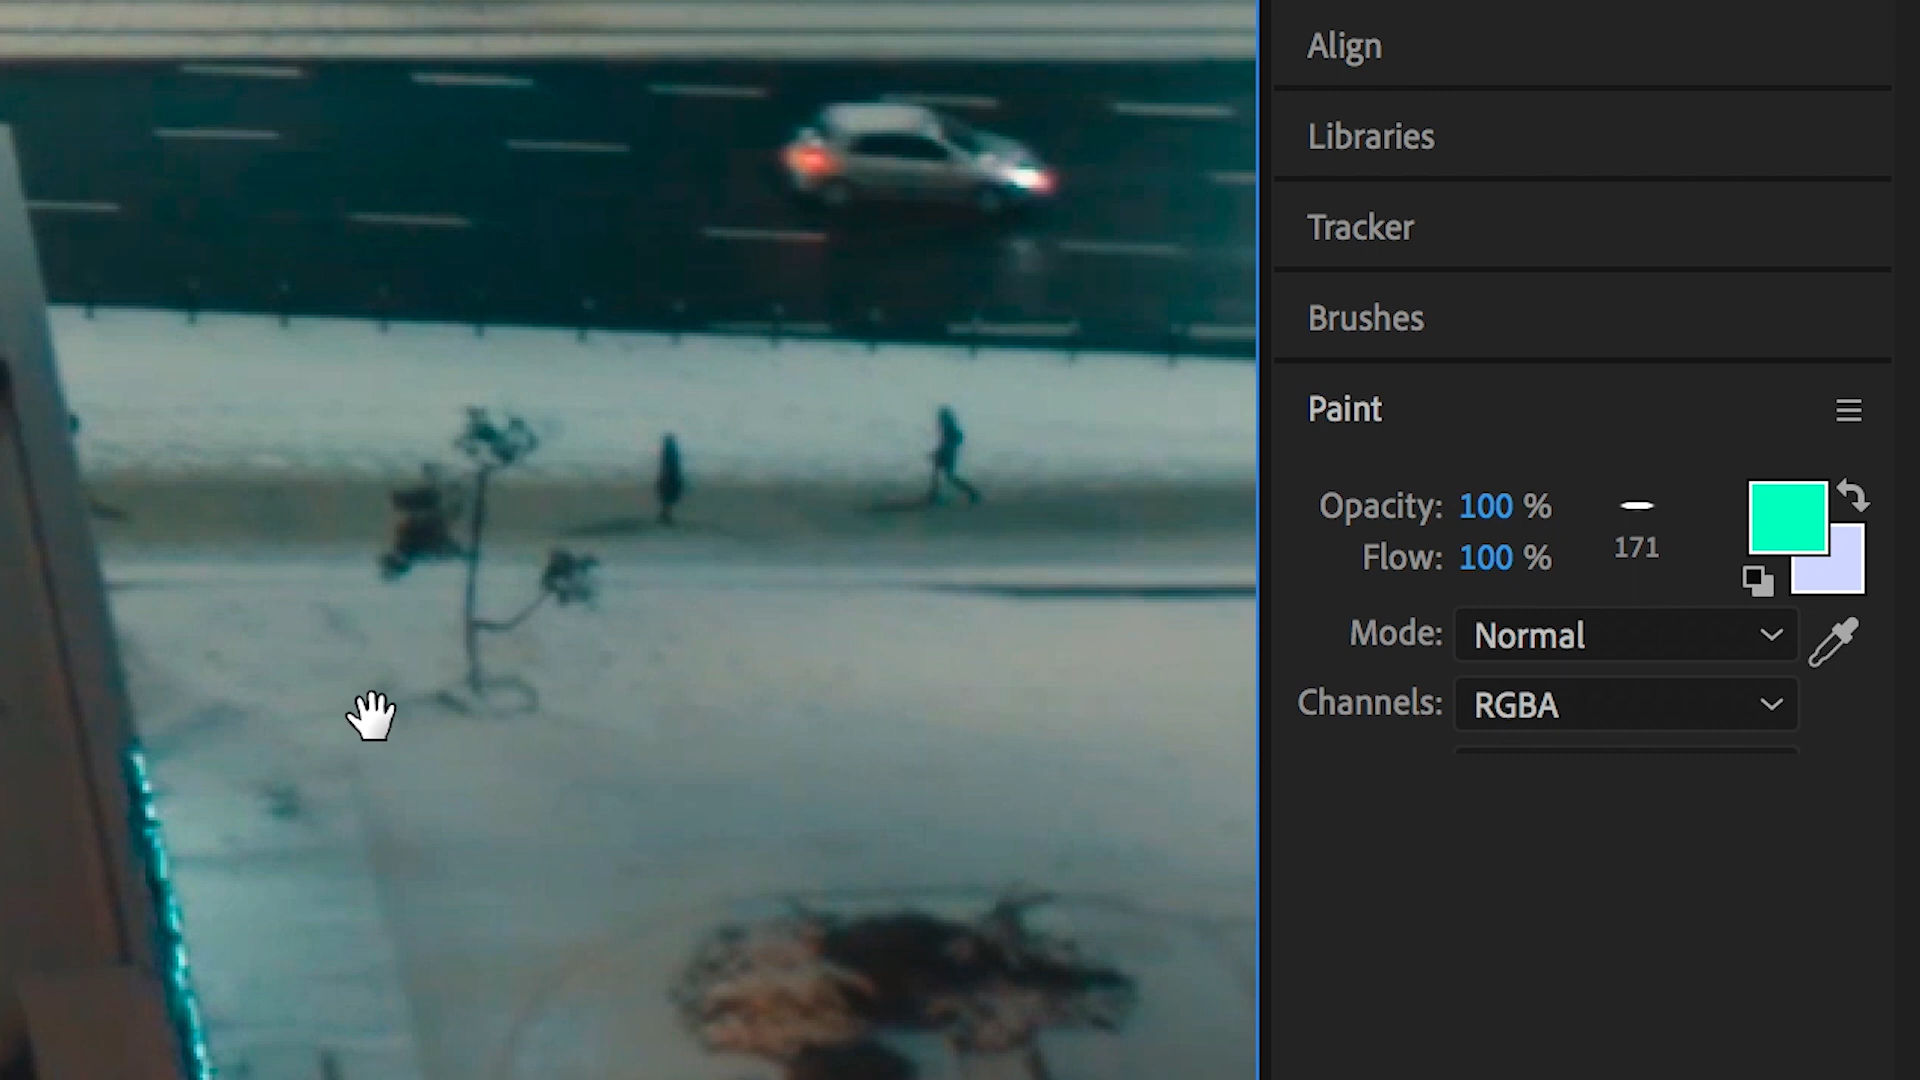 Align
Libraries
Tracker
Brushes
Paint
Opacity: 100 %
171
Flow: 100 %
Mode: Normal
Channels: RGBA